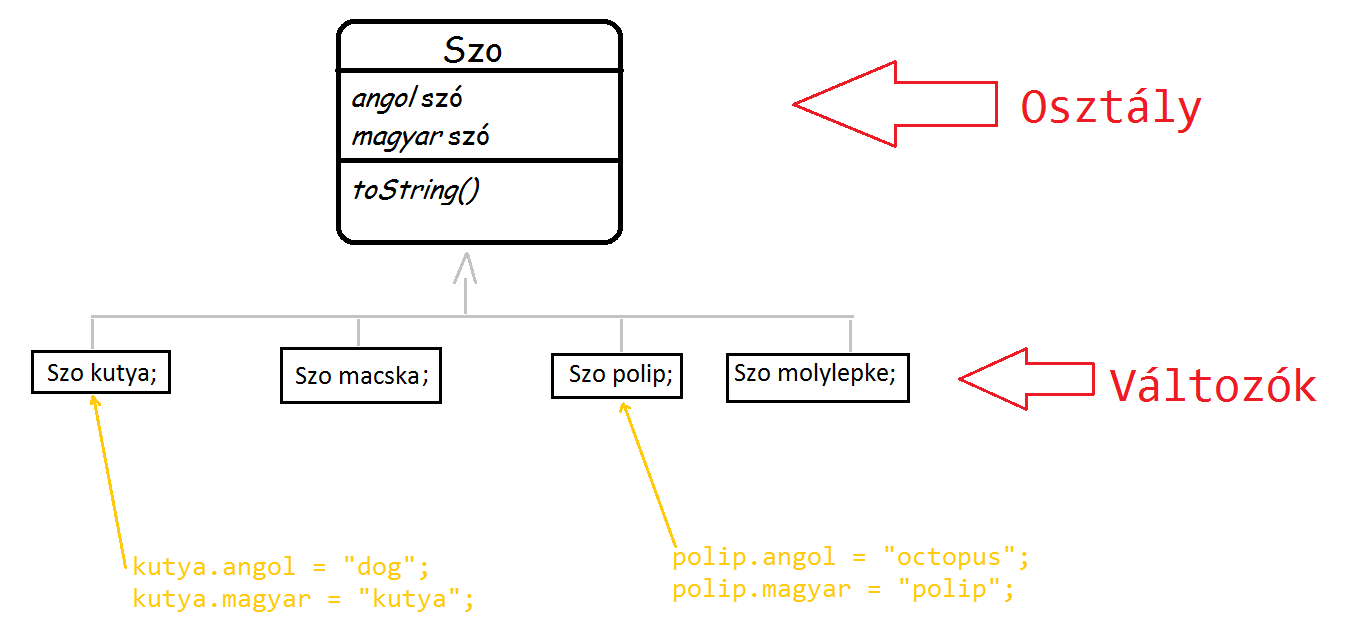 Szo
angol szó
magyar szó
toString()
Osztály
Szo kutya;
Szo macska;
Szo polip;
Szo molylepke;
Változók
kutya.angol = "dog";
kutya.magyar = "kutya";
polip.angol = "octopus";
polip.magyar = "polip";